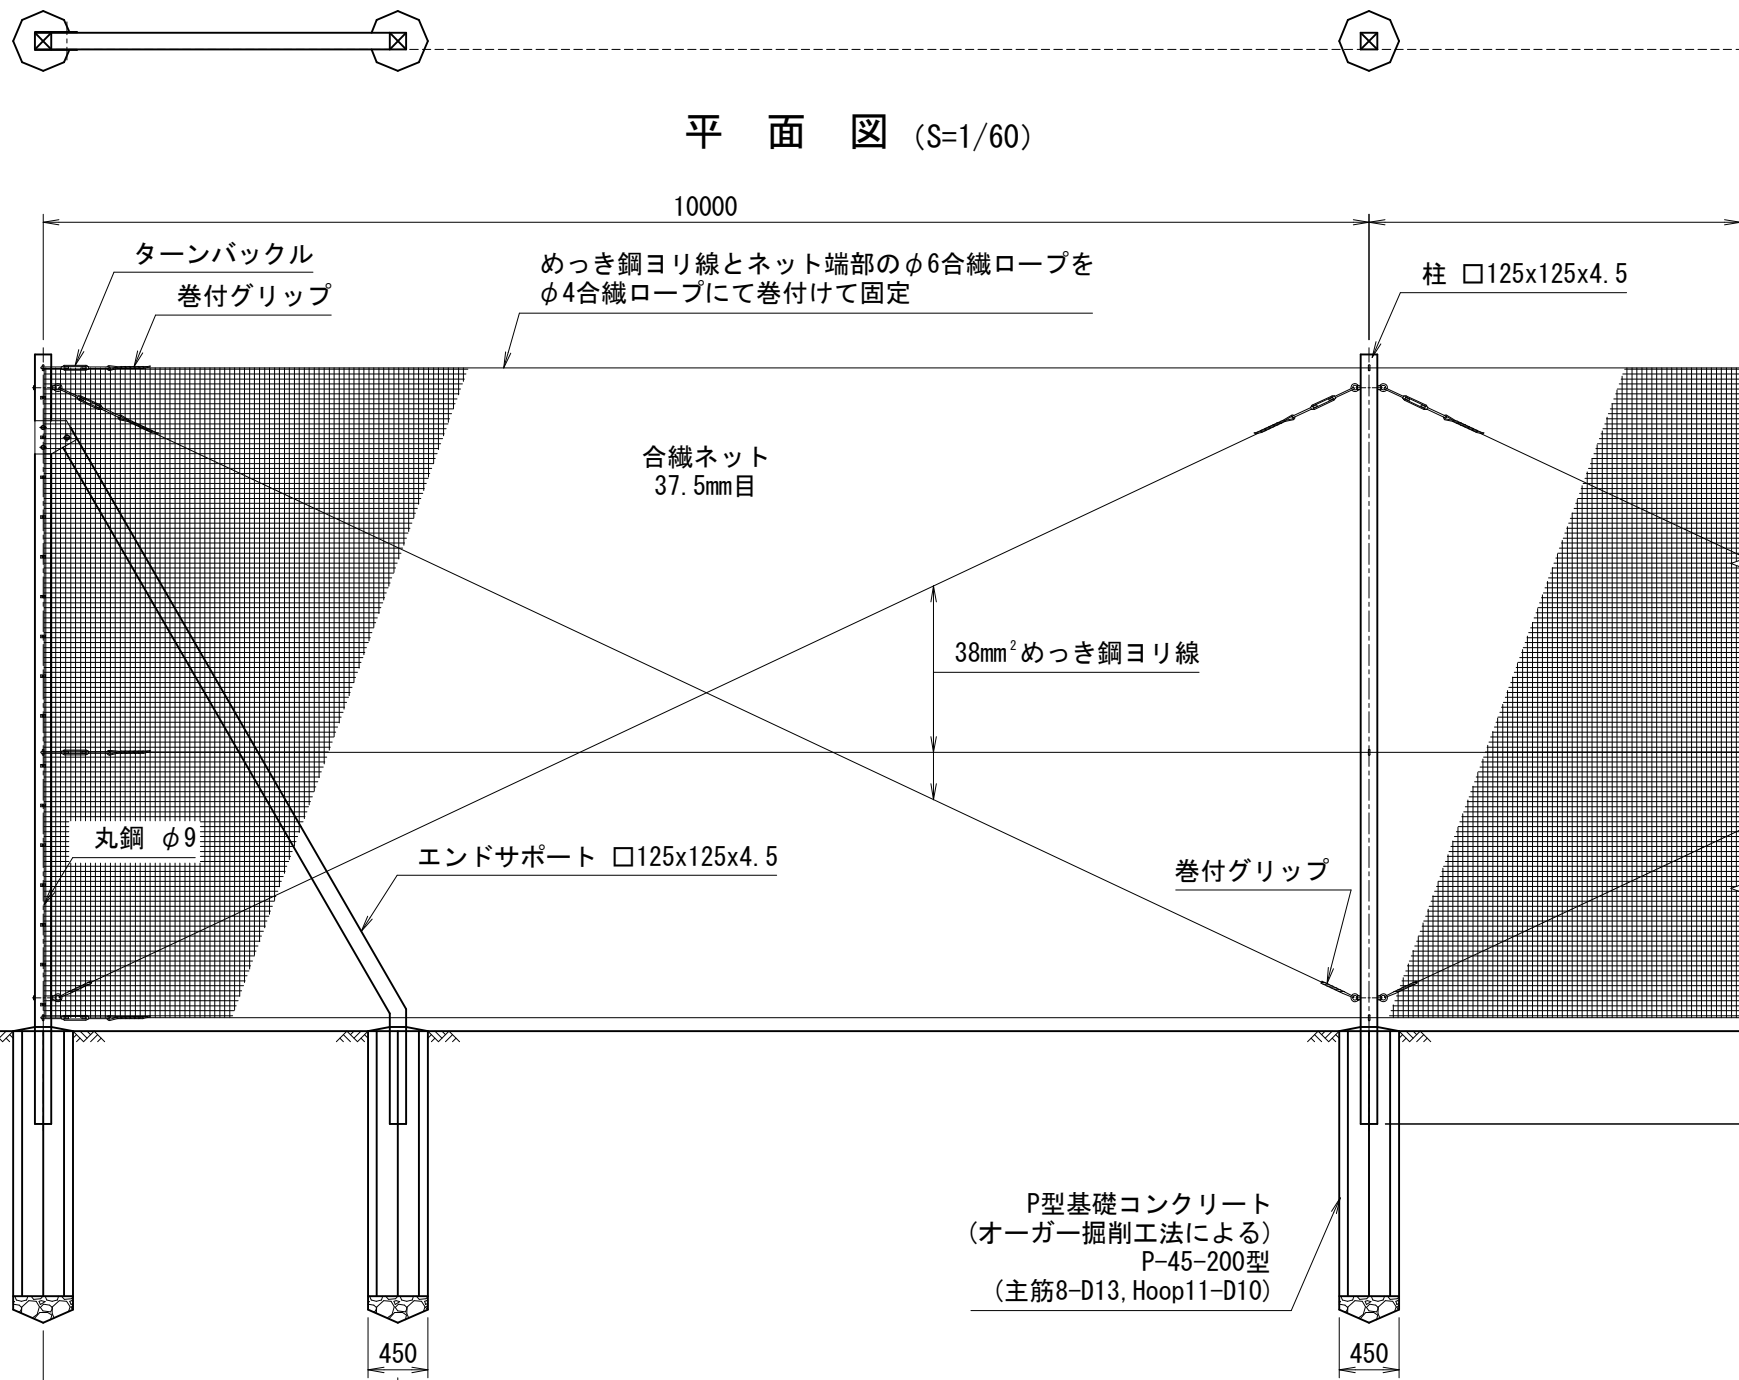 平面図 (S=1/60)
10000
ターンバックル
巻付グリップ
めっき鋼ヨリ線とネット端部のφ6合繊ロープを
φ4合繊ロープにて巻付けて固定
柱 □125x125x4.5
合繊ネット
37.5mm目
38mm²めっき鋼ヨリ線
丸鋼 φ9
エンドサポート □125x125x4.5
巻付グリップ
P型基礎コンクリート
(オーガー掘削工法による)
P-45-200型
(主筋8-D13,Hoop11-D10)
450
450